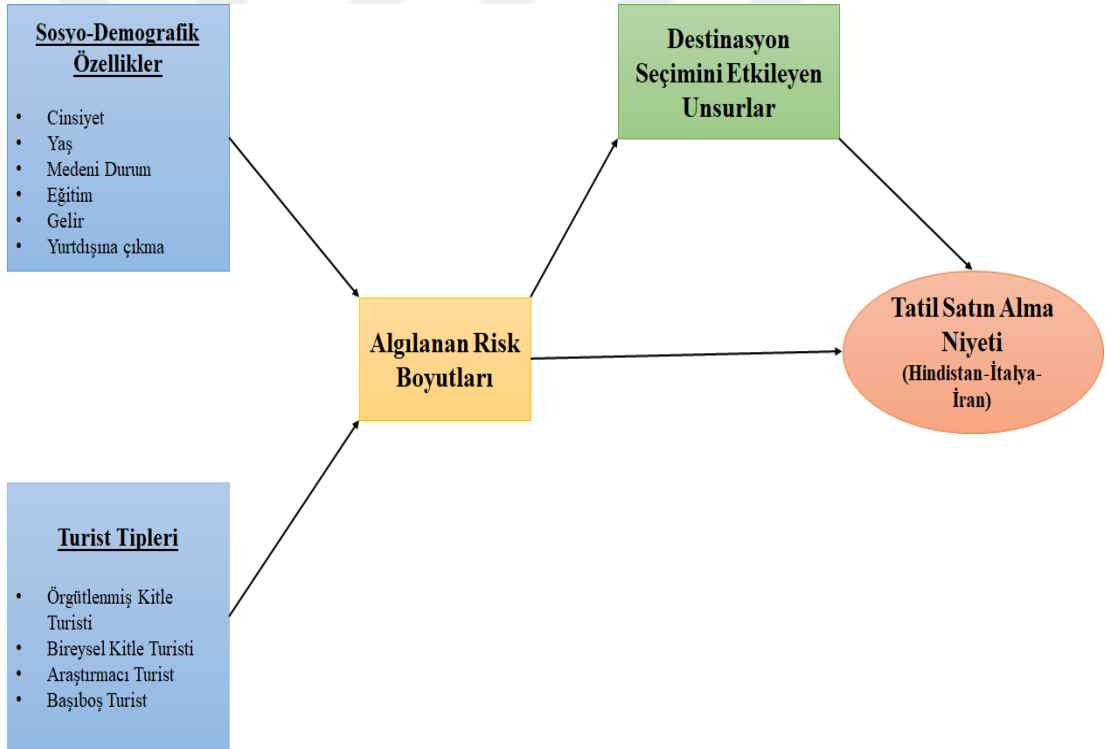 Sosyo-Demografik
Özellikler
• Cinsiyet
• Yaş
• Medeni Durum
• Eğitim
• Gelir
• Yurtdışına çıkma
Destinasyon
Seçimini Etkileyen
Unsurlar
Algılanan Risk
Boyutları
Tatil Satın Alma
Niyeti
(Hindistan-İtalya-
İran)
Turist Tipleri
• Örgütlenmiş Kitle
Turisti
• Bireysel Kitle Turisti
• Araştırmacı Turist
• Başıboş Turist